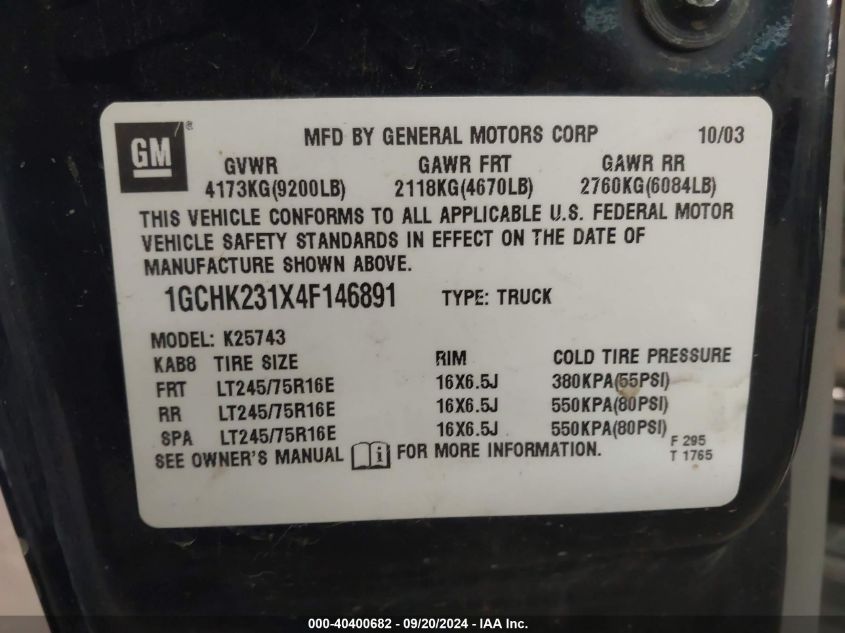 GM ®
MFD BY GENERAL MOTORS CORP 10/03
GVWR GAWR FRT GAWR RR
4173KG(9200LB) 2118KG(4670LB) 2760KG(6084LB)
THIS VEHICLE CONFORMS TO ALL APPLICABLE U.S. FEDERAL MOTOR
VEHICLE SAFETY STANDARDS IN EFFECT ON THE DATE OF
MANUFACTURE SHOWN ABOVE.
1GCHK231X4F146891 TYPE: TRUCK
MODEL: K25743
KAB8 TIRE SIZE RIM COLD TIRE PRESSURE
FRT LT245/75R16E 16X6.5J 380KPA(55PSI)
RR LT245/75R16E 16X6.5J 550KPA(80PSI)
SPA LT245/75R16E 16X6.5J 550KPA(80PSI)
SEE OWNER'S MANUAL i FOR MORE INFORMATION. F 295
T 1765
000-40400682 - 09/20/2024 - IAA Inc.